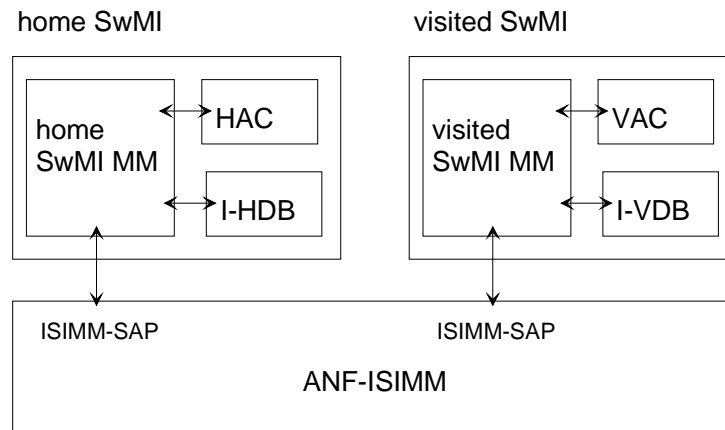 home SwMI
visited SwMI
home
SwMI MM
HAC
I-HDB
visited
SwMI MM
VAC
I-VDB
ISIMM-SAP
ISIMM-SAP
ANF-ISIMM